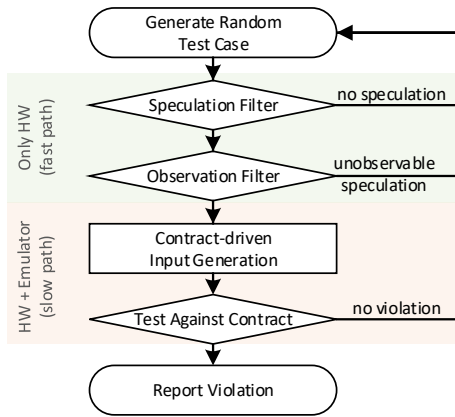 Generate Random
Test Case
Only HW
(fast path)
Speculation Filter
no speculation
Observation Filter
unobservable
speculation
HW + Emulator
(slow path)
Contract-driven
Input Generation
Test Against Contract
no violation
Report Violation